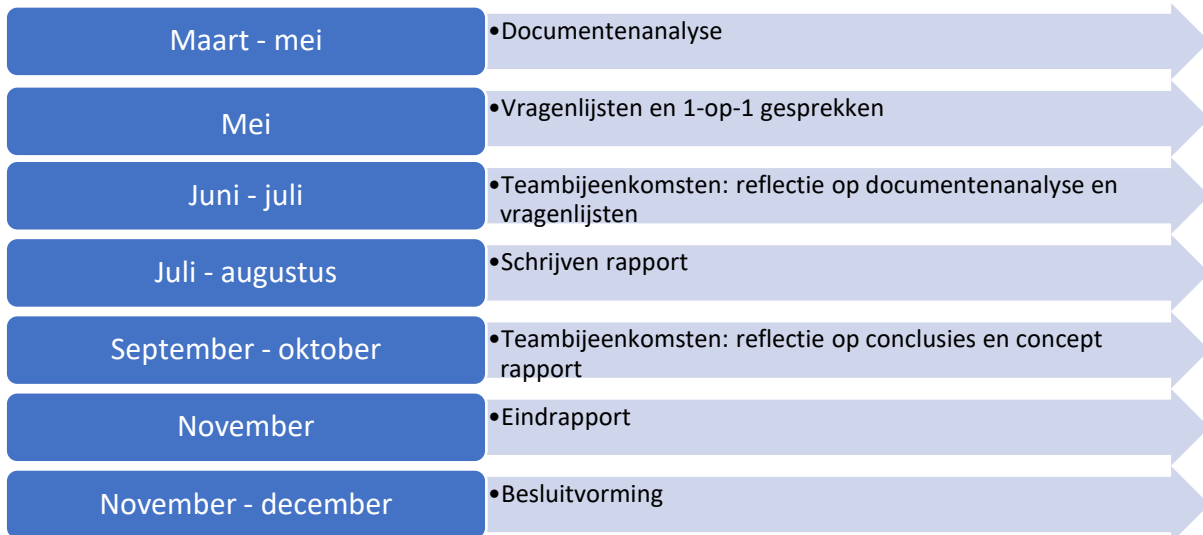 Maart - mei
•Documentenanalyse
Mei
•Vragenlijsten en 1-op-1 gesprekken
Juni - juli
•Teambijeenkomsten: reflectie op documentenanalyse en
vragenlijsten
Juli - augustus
•Schrijven rapport
September - oktober
•Teambijeenkomsten: reflectie op conclusies en concept
rapport
November
•Eindrapport
November - december
•Besluitvorming